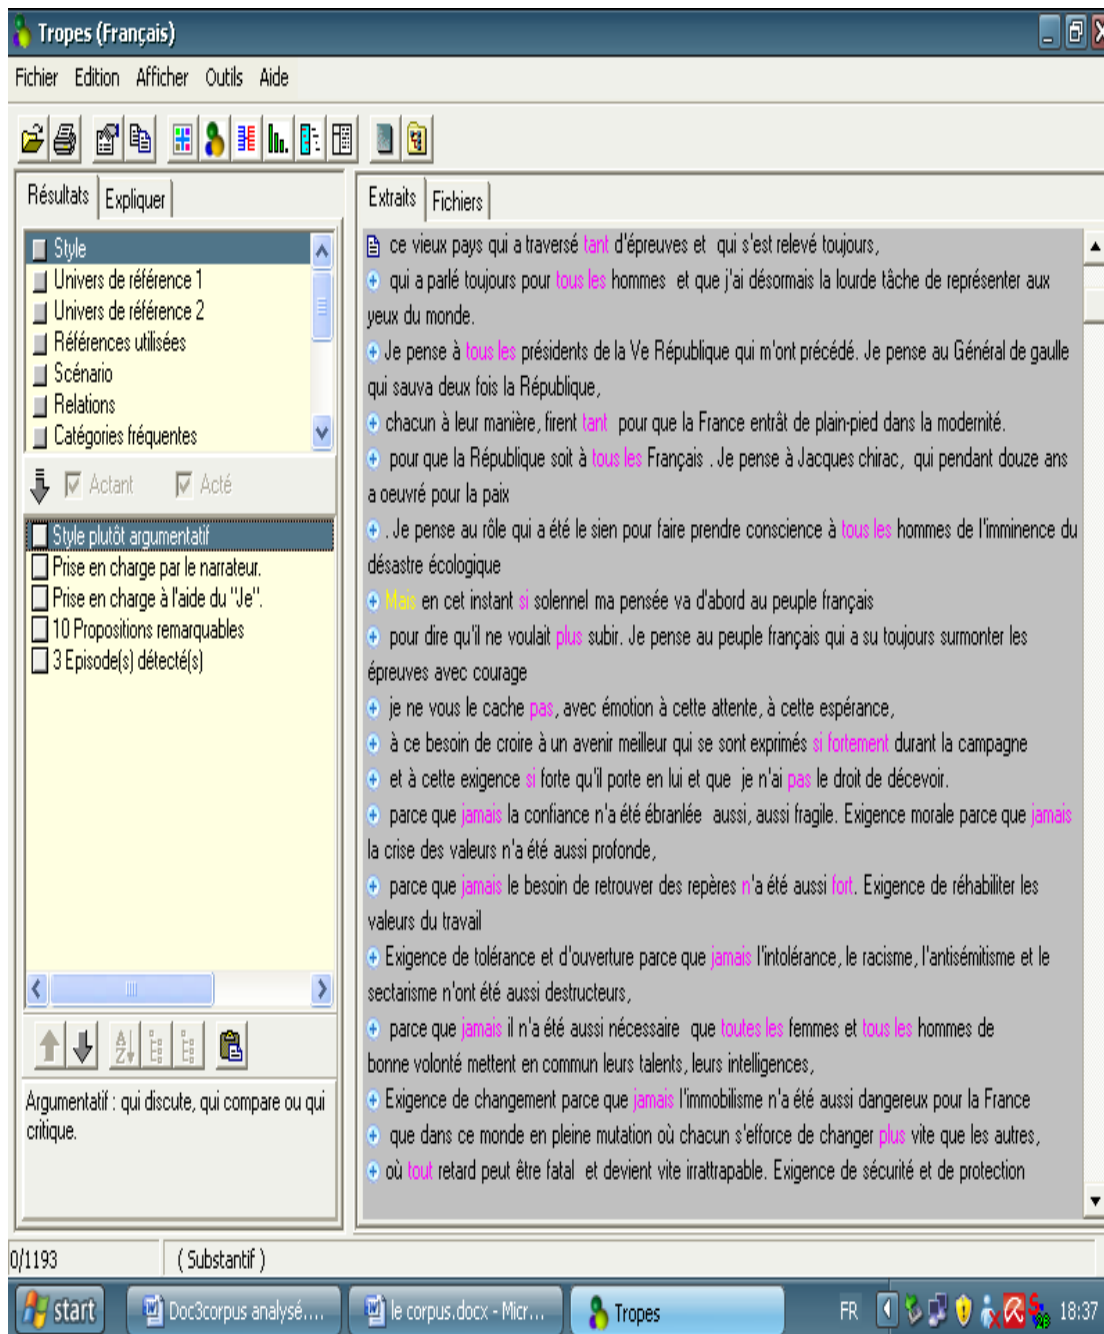 Tropes (Français)
Fichier Edition Afficher Outils Aide
Résultats Expliquer
Style
Univers de référence 1
Univers de référence 2
Références utilisées
Scénario
Relations
Catégories fréquentes
Actant Acté
Style plutôt argumentatif
Prise en charge par le narrateur.
Prise en charge à l'aide du "Je".
10 Propositions remarquables
3 Episode(s) détecté(s)
Argumentatif : qui discute, qui compare ou qui
critique.
Extraits Fichiers
ce vieux pays qui a traversé tant d'épreuves et qui s'est relevé toujours,
qui a parlé toujours pour tous les hommes et que j'ai désormais la lourde tâche de représenter aux
yeux du monde.
Je pense à tous les présidents de la Ve République qui m'ont précédé. Je pense au Général de gaulle
qui sauva deux fois la République,
chacun à leur manière, firent tant pour que la France entrât de plain-pied dans la modernité.
pour que la République soit à tous les Français . Je pense à Jacques chirac, qui pendant douze ans
a oeuvré pour la paix
. Je pense au rôle qui a été le sien pour faire prendre conscience à tous les hommes de l'imminence du
désastre écologique
Mais en cet instant si solennel ma pensée va d'abord au peuple français
pour dire qu'il ne voulait plus subir. Je pense au peuple français qui a su toujours surmonter les
épreuves avec courage
je ne vous le cache pas, avec émotion à cette attente, à cette espérance,
à ce besoin de croire à un avenir meilleur qui se sont exprimés si fortement durant la campagne
et à cette exigence si forte qu'il porte en lui et que je n'ai pas le droit de décevoir.
parce que jamais la confiance n'a été ébranlée aussi, aussi fragile. Exigence morale parce que jamais
la crise des valeurs n'a été aussi profonde,
parce que jamais le besoin de retrouver des repères n'a été aussi fort. Exigence de réhabiliter les
valeurs du travail
Exigence de tolérance et d'ouverture parce que jamais l'intolérance, le racisme, l'antisémitisme et le
sectarisme n'ont été aussi destructeurs,
parce que jamais il n'a été aussi nécessaire que toutes les femmes et tous les hommes de
bonne volonté mettent en commun leurs talents, leurs intelligences,
Exigence de changement parce que jamais l'immobilisme n'a été aussi dangereux pour la France
que dans ce monde en pleine mutation où chacun s'efforce de changer plus vite que les autres,
où tout retard peut être fatal et devient vite irrattrapable. Exigence de sécurité et de protection
0/1193 ( Substantif )
start Doc3corpus analysé.... le corpus.docx - Micr... Tropes FR 18:37